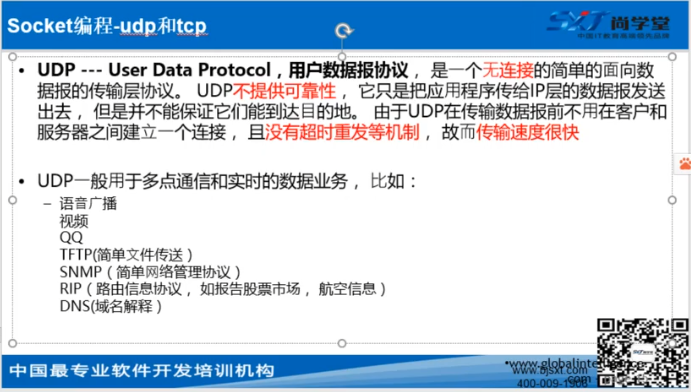 Socket编程-udp和tcp
SXT 尚学堂
中国IT教育高端领先品牌
• UDP --- User Data Protocol，用户数据报协议， 是一个无连接的简单的面向数
据报的传输层协议。 UDP不提供可靠性， 它只是把应用程序传给IP层的数据报发送
出去， 但是并不能保证它们能到达目的地。 由于UDP在传输数据报前不用在客户和
服务器之间建立一个连接， 且没有超时重发等机制， 故而传输速度很快
• UDP一般用于多点通信和实时的数据业务， 比如：
– 语音广播
视频
QQ
TFTP(简单文件传送)
SNMP（简单网络管理协议）
RIP（路由信息协议， 如报告股票市场， 航空信息）
DNS(域名解释)
中国最专业软件开发培训机构
www.bjsxt.com